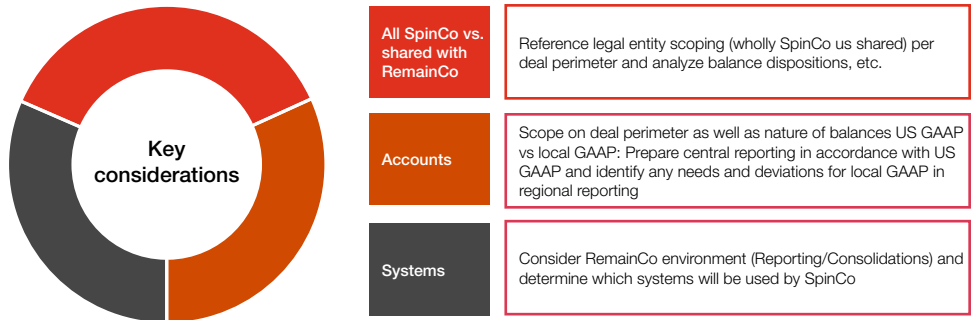 Key
considerations
All SpinCo vs.
shared with
RemainCo
Reference legal entity scoping (wholly SpinCo us shared) per
deal perimeter and analyze balance dispositions, etc.
Accounts
Scope on deal perimeter as well as nature of balances US GAAP
vs local GAAP: Prepare central reporting in accordance with US
GAAP and identify any needs and deviations for local GAAP in
regional reporting
Systems
Consider RemainCo environment (Reporting/Consolidations) and
determine which systems will be used by SpinCo